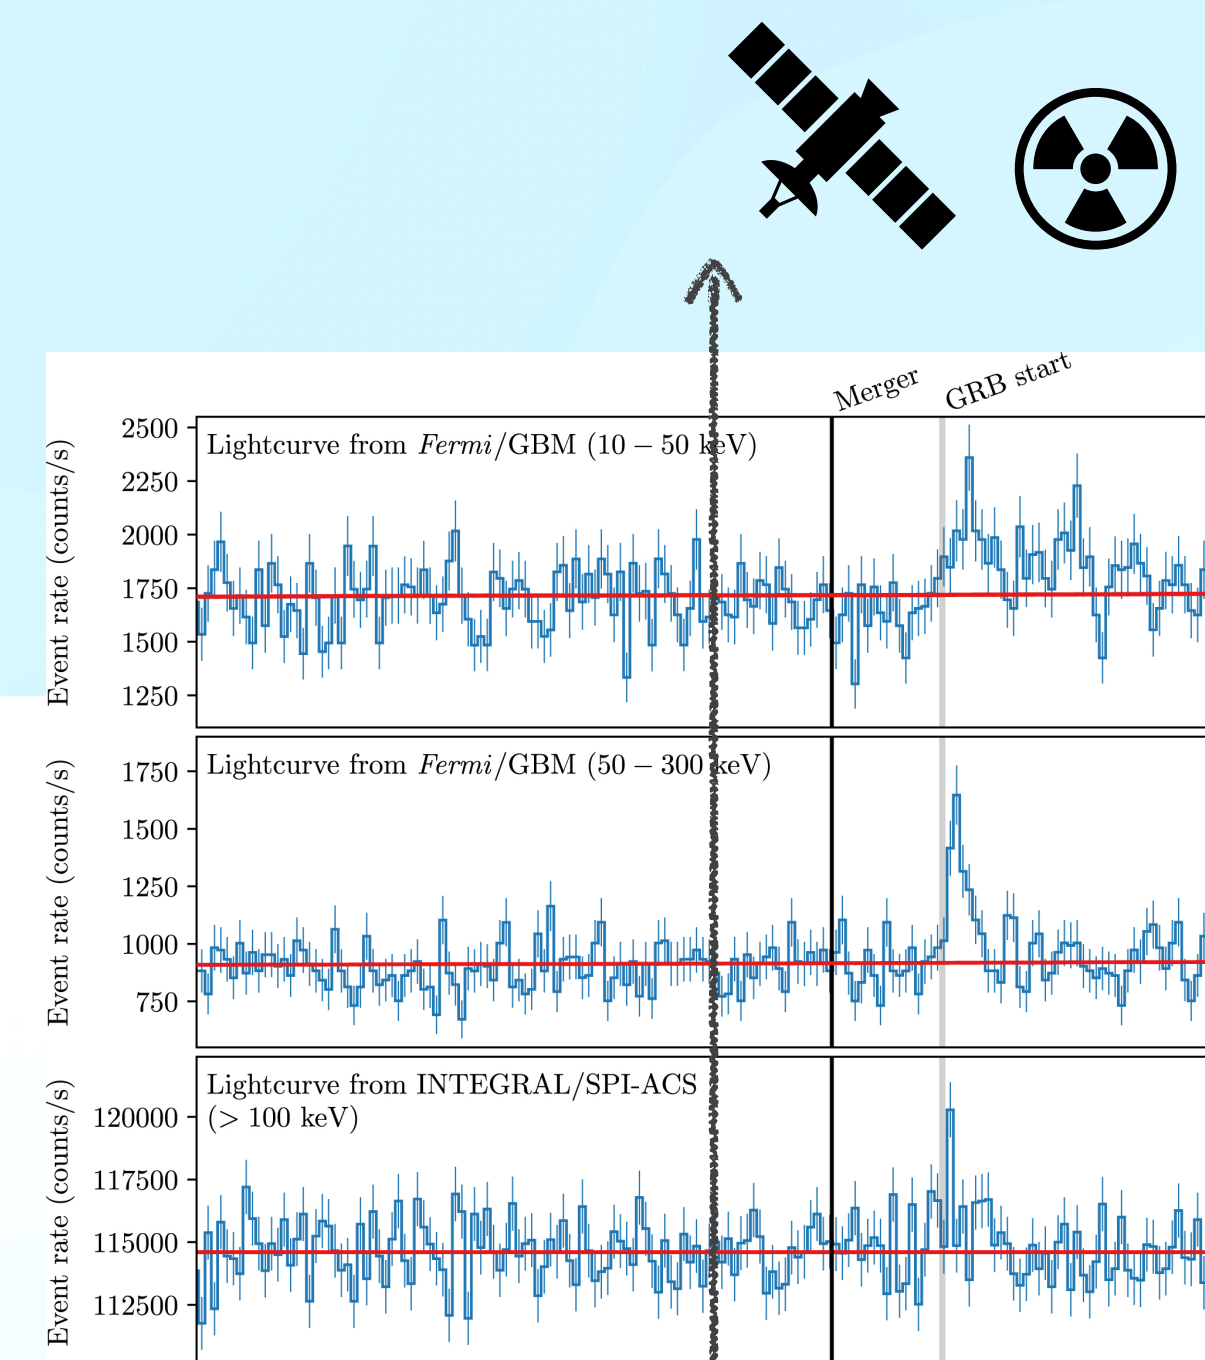 Merger
GRB start
Lightcurve from Fermi/GBM (10 – 50 keV)
2500
2250
2000
1750
1500
1250
Event rate (counts/s)
Lightcurve from Fermi/GBM (50 – 300 keV)
1750
1500
1250
1000
750
Event rate (counts/s)
Lightcurve from INTEGRAL/SPI-ACS
(> 100 keV)
120000
117500
115000
112500
Event rate (counts/s)